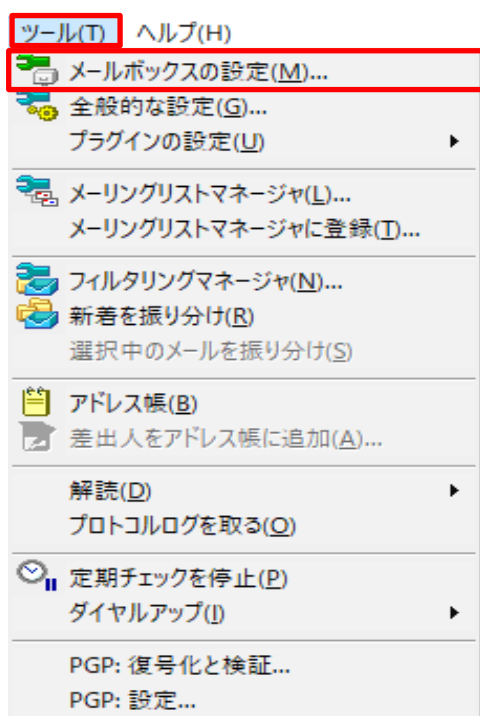 ツール(T) ヘルプ(H)
メールボックスの設定(M)...
全般的な設定(G)...
プラグインの設定(U)
メーリングリストマネージャ(L)...
メーリングリストマネージャに登録(T)...
フィルタリングマネージャ(N)...
新着を振り分け(R)
選択中のメールを振り分け(S)
アドレス帳(B)
差出人をアドレス帳に追加(A)...
解読(D)
プロトコルログを取る(O)
定期チェックを停止(P)
ダイヤルアップ(I)
PGP: 復号化と検証...
PGP: 設定...